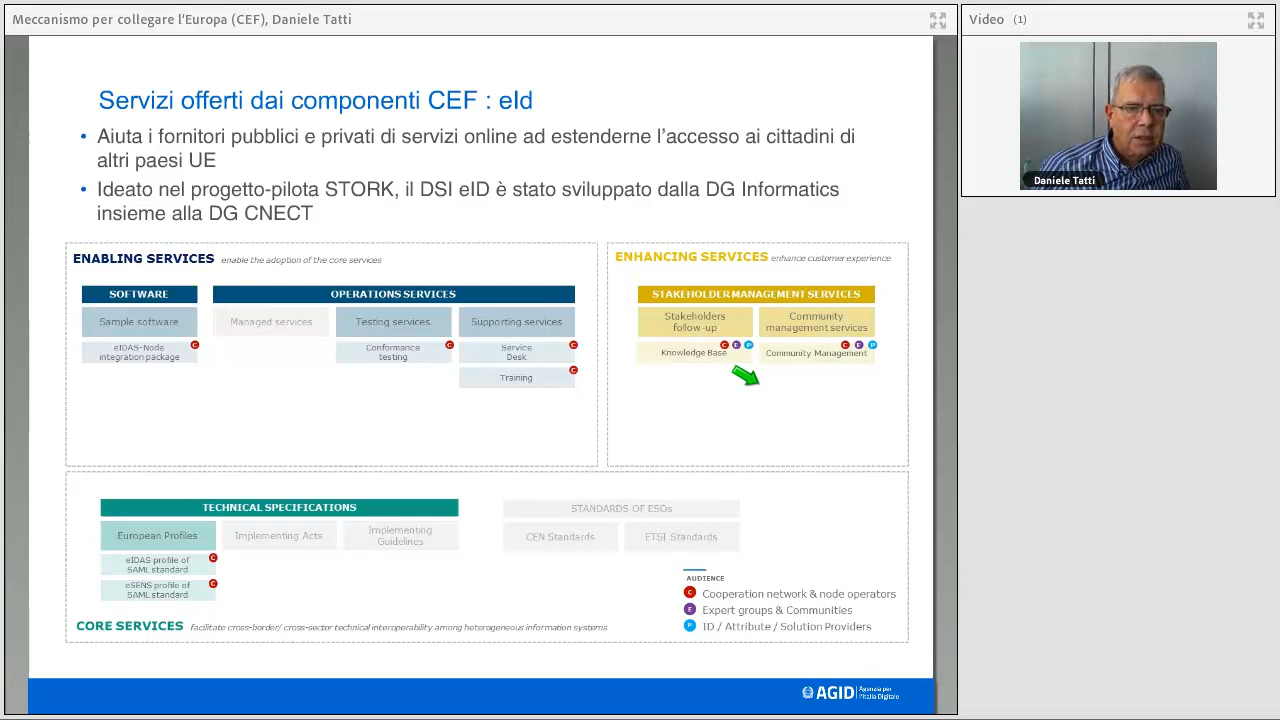 Meccanismo per collegare l'Europa (CEF), Daniele Tatti
Video (1)
Daniele Tatti
Servizi offerti dai componenti CEF : eId
• Aiuta i fornitori pubblici e privati di servizi online ad estenderne l'accesso ai cittadini di
altri paesi UE
• Ideato nel progetto-pilota STORK, il DSI eID è stato sviluppato dalla DG Informatics
insieme alla DG CNECT
ENABLING SERVICES enable the adoption of the core services
SOFTWARE
Sample software
eIDAS-Node
integration package
C
OPERATIONS SERVICES
Managed services
Testing services
Conformance
testing
C
Supporting services
Service
Desk
C
Training
C
ENHANCING SERVICES enhance customer experience
STAKEHOLDER MANAGEMENT SERVICES
Stakeholders
follow-up
Knowledge Base
C E P
Community
management services
Community Management
C E P
TECHNICAL SPECIFICATIONS
European Profiles
eIDAS profile of
SAML standard
C
eSENS profile of
SAML standard
C
Implementing Acts
Implementing
Guidelines
STANDARDS OF ESOs
CEN Standards
ETSI Standards
AUDIENCE
C Cooperation network & node operators
E Expert groups & Communities
P ID / Attribute / Solution Providers
CORE SERVICES facilitate cross-border/ cross-sector technical interoperability among heterogeneous information systems
AGID Agenzia per
l'Italia Digitale